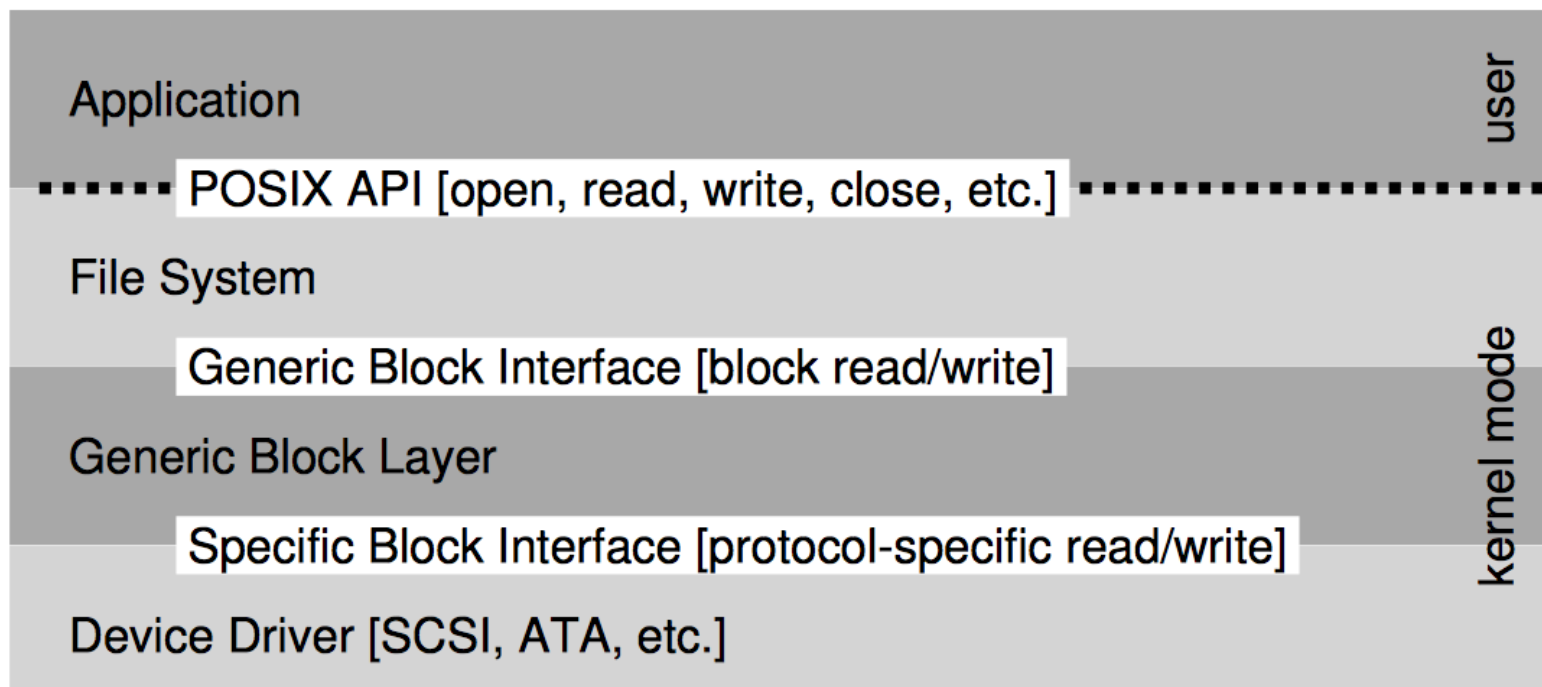 Application
user
POSIX API [open, read, write, close, etc.]
File System
Generic Block Interface [block read/write]
kernel mode
Generic Block Layer
Specific Block Interface [protocol-specific read/write]
Device Driver [SCSI, ATA, etc.]